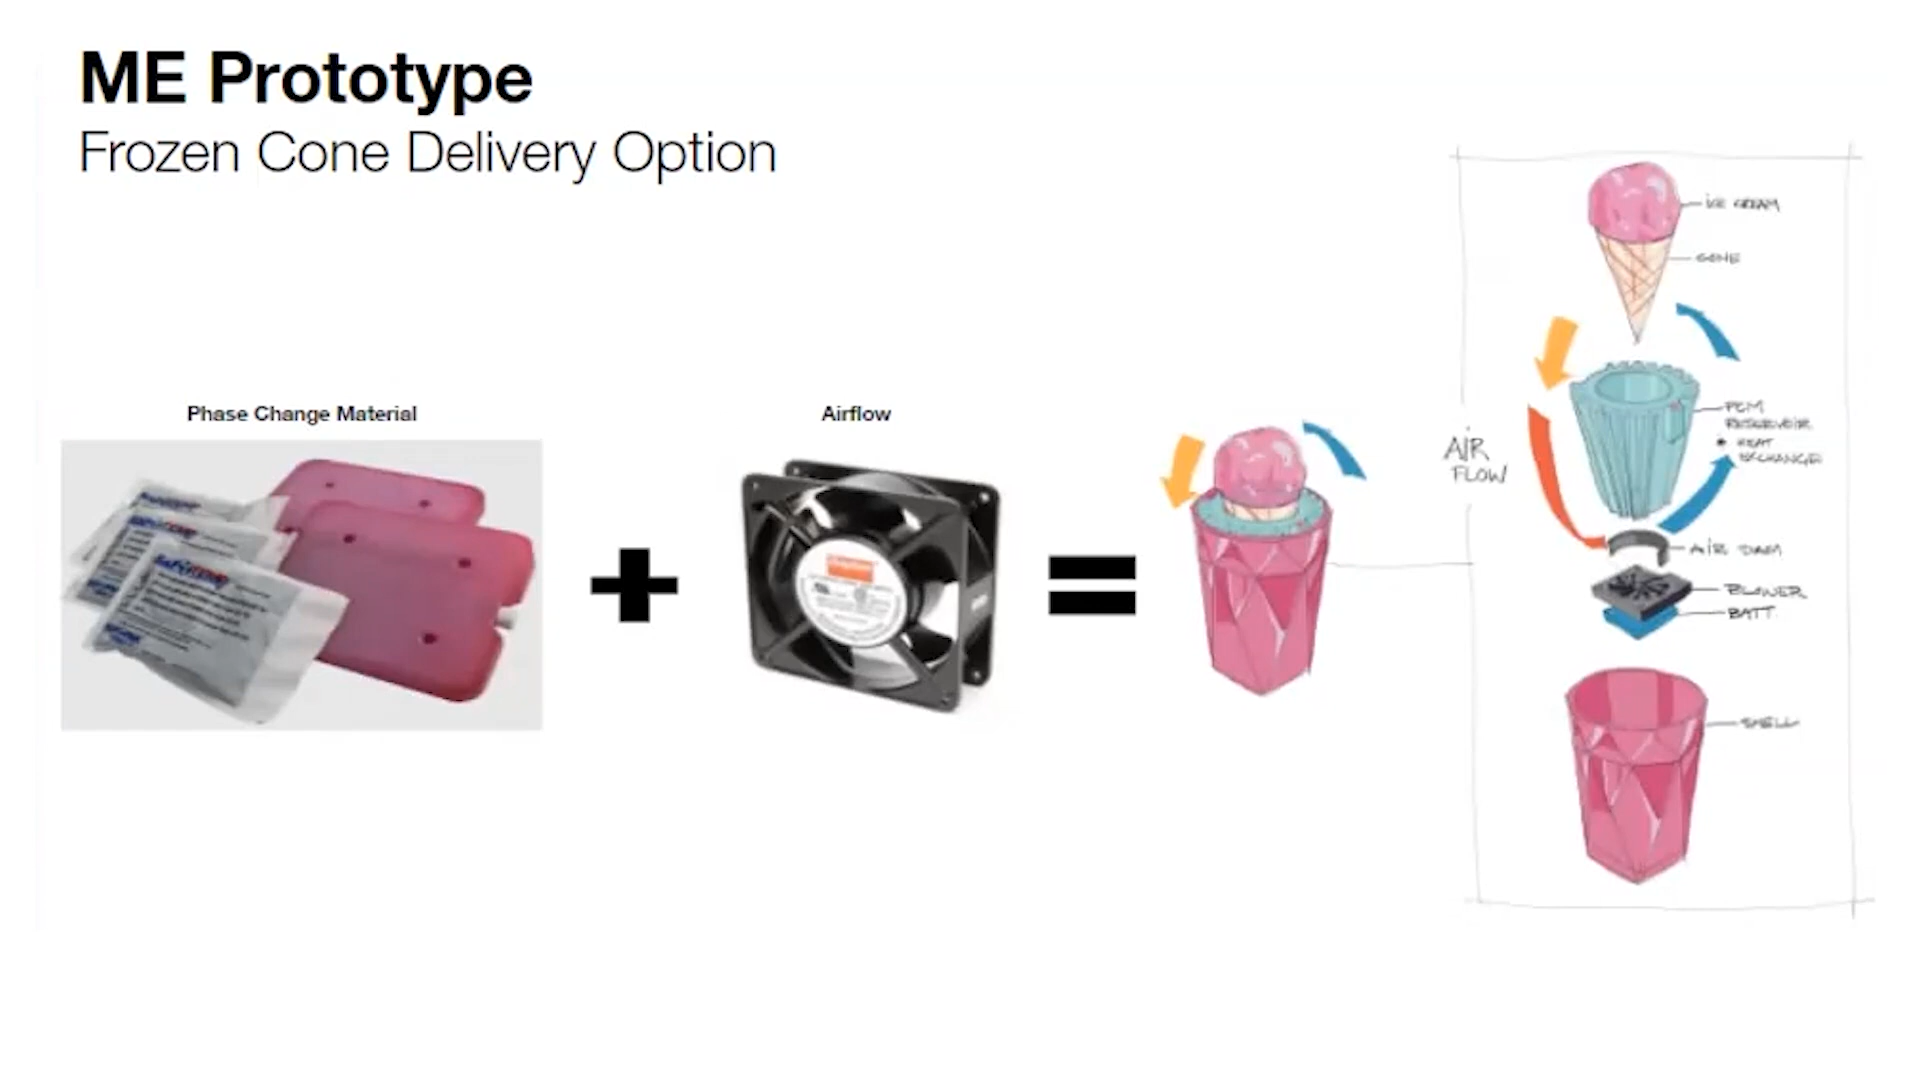 ME Prototype
Frozen Cone Delivery Option
Phase Change Material
Airflow
AIR
FLOW
ICE CREAM
CONE
PCM
RESERVOIR
HEAT
EXCHANGE
AIR DAM
BLOWER
BATT.
SHELL